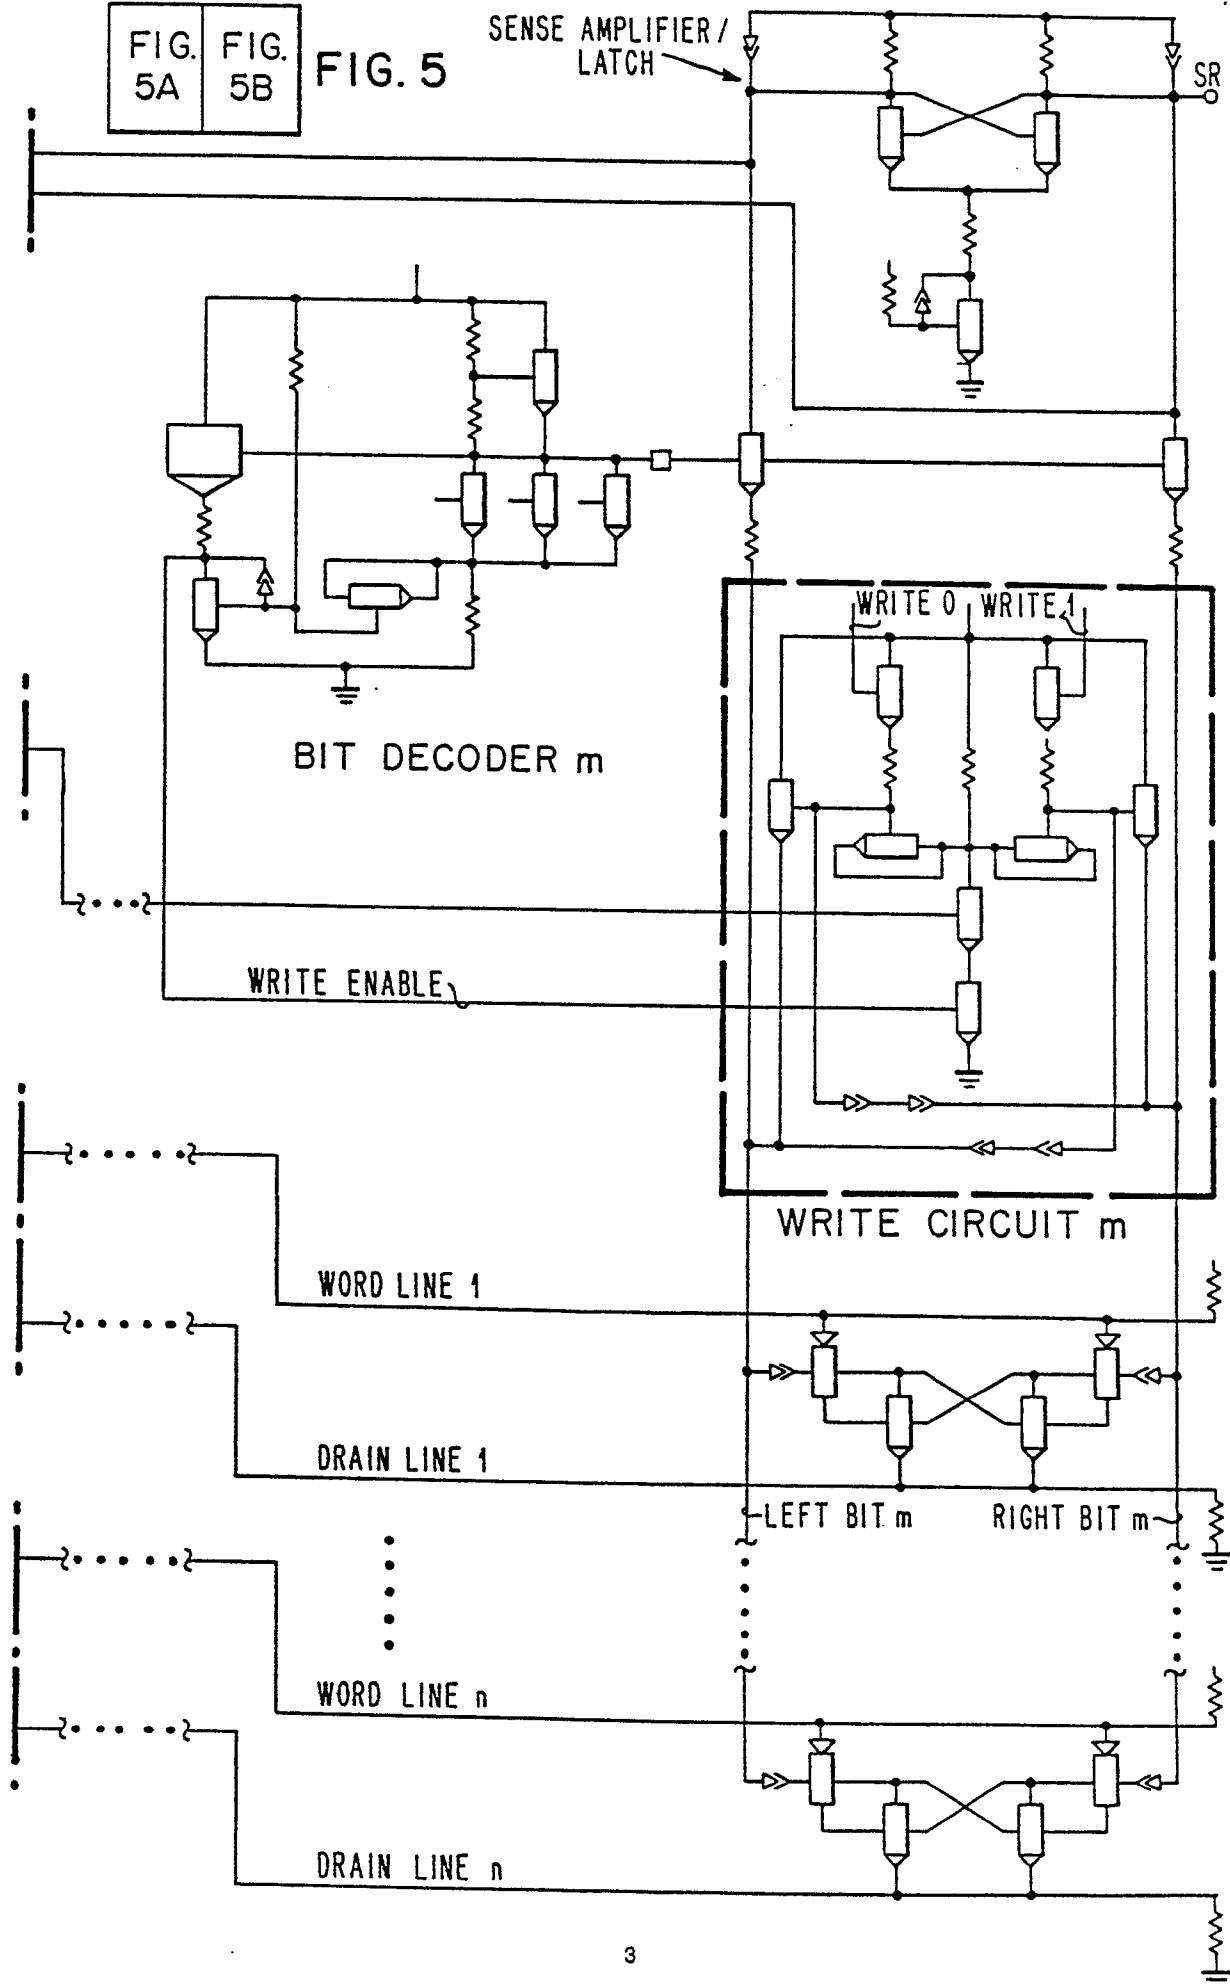 FIG. 5A
FIG. 5B
FIG. 5
SENSE AMPLIFIER/
LATCH
SR
WRITE 0
WRITE 1
BIT DECODER m
WRITE ENABLE
WRITE CIRCUIT m
WORD LINE 1
DRAIN LINE 1
LEFT BIT m
RIGHT BIT m
WORD LINE n
DRAIN LINE n
3